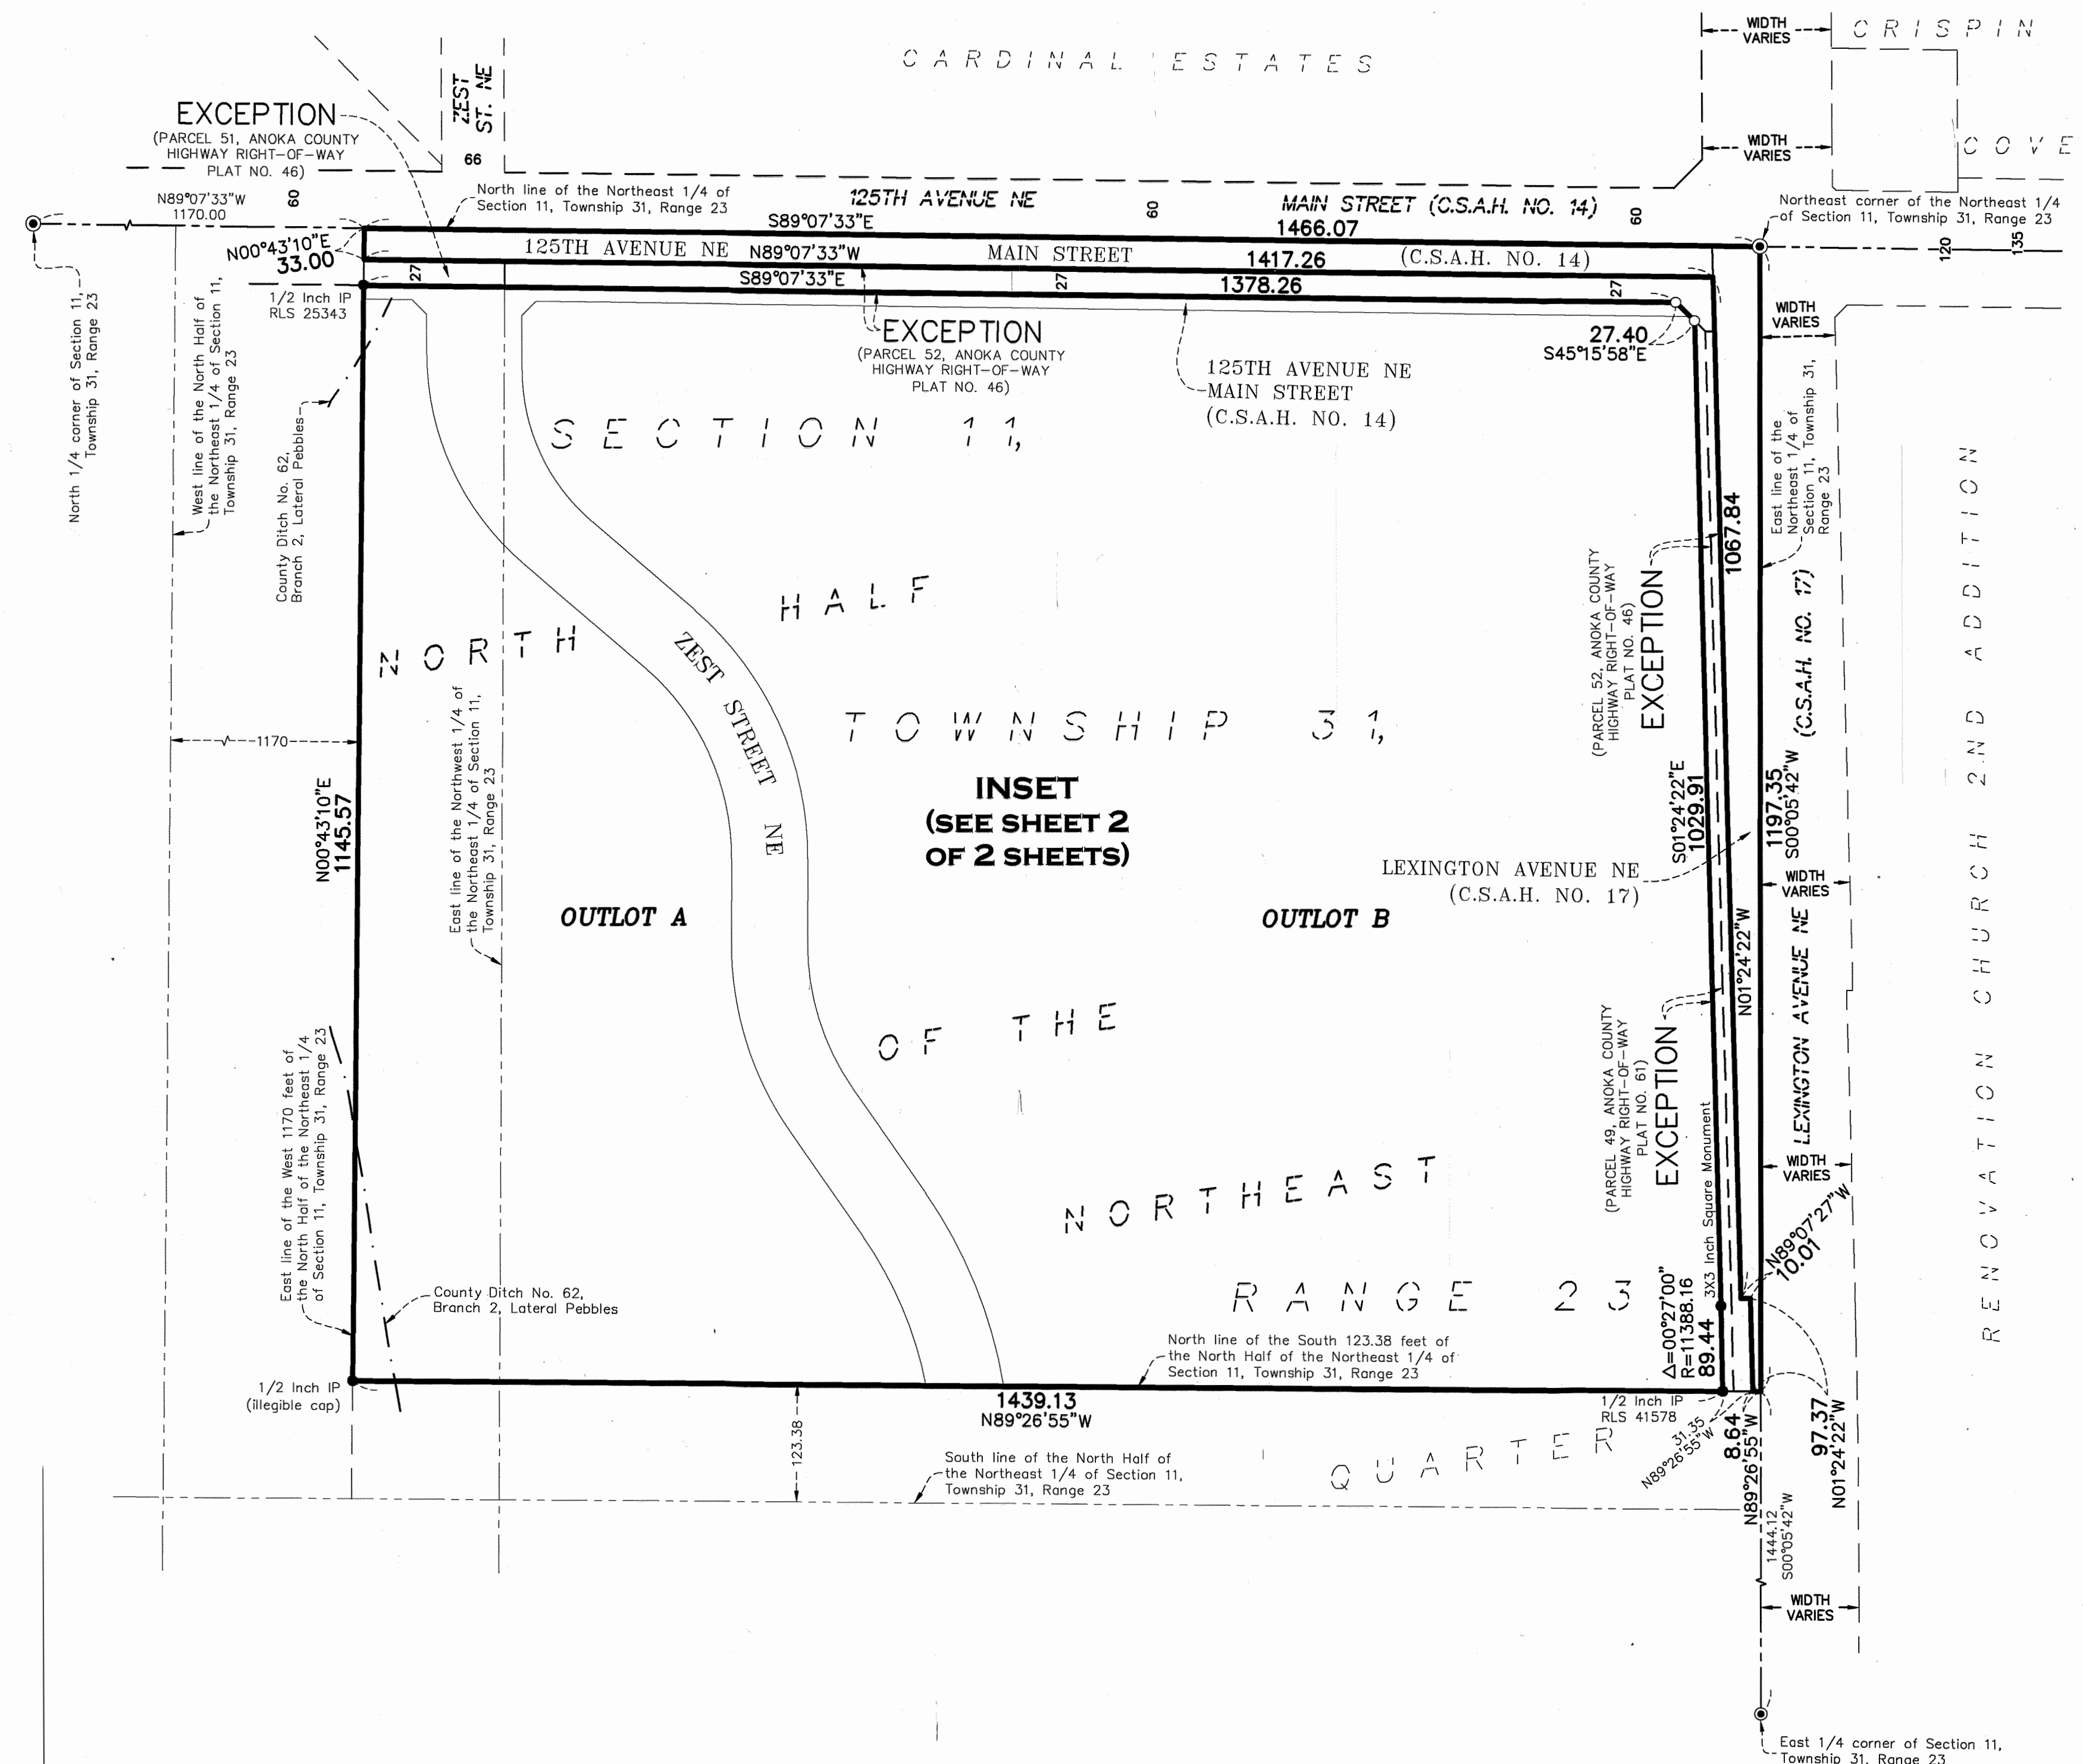 CARDINAL ESTATES
WIDTH
VARIES
CRISPIN
COVE
ZEST
ST. NE
EXCEPTION
(PARCEL 51, ANOKA COUNTY
HIGHWAY RIGHT-OF-WAY
PLAT NO. 46)
66
WIDTH
VARIES
N89°07'33"W
1170.00
60
North line of the Northeast 1/4 of
Section 11, Township 31, Range 23
125TH AVENUE NE
60
MAIN STREET (C.S.A.H. NO. 14)
60
Northeast corner of the Northeast 1/4
of Section 11, Township 31, Range 23
S89°07'33"E
1466.07
120
135
N00°43'10"E
33.00
125TH AVENUE NE
N89°07'33"W
MAIN STREET
1417.26
(C.S.A.H. NO. 14)
27
S89°07'33"E
27
1378.26
27
1/2 Inch IP
RLS 25343
North 1/4 corner of Section 11,
Township 31, Range 23
West line of the North Half of
the Northeast 1/4 of Section 11,
Township 31, Range 23
EXCEPTION
(PARCEL 52, ANOKA COUNTY
HIGHWAY RIGHT-OF-WAY
PLAT NO. 46)
27.40
S45°15'58"E
WIDTH
VARIES
125TH AVENUE NE
MAIN STREET
(C.S.A.H. NO. 14)
County Ditch No. 62,
Branch 2, Lateral Pebbles
East line of the
Northeast 1/4 of
Section 11, Township 31,
Range 23
SECTION 11,
1067.84
(PARCEL 52, ANOKA COUNTY
HIGHWAY RIGHT-OF-WAY
PLAT NO. 46)
EXCEPTION
NORTH
HALF
ZEST STREET NE
TOWNSHIP 31,
1170
East line of the Northwest 1/4 of
the Northeast 1/4 of Section 11,
Township 31, Range 23
INSET
(SEE SHEET 2
OF 2 SHEETS)
N00°43'10"E
1145.57
S01°24'22"E
1029.91
1197.35
S00°05'42"W
LEXINGTON AVENUE NE
(C.S.A.H. NO. 17)
WIDTH
VARIES
OUTLOT A
OUTLOT B
N01°24'22"W
LEXINGTON AVENUE NE (C.S.A.H. NO. 17)
RENOVATION CHURCH 2ND ADDITION
OF THE
(PARCEL 49, ANOKA COUNTY
HIGHWAY RIGHT-OF-WAY
PLAT NO. 61)
EXCEPTION
East line of the West 1170 feet of
the North Half of the Northeast 1/4
of Section 11, Township 31, Range 23
3X3 Inch Square Monument
WIDTH
VARIES
NORTHEAST
N89°07'27"W
10.01
RANGE 23
County Ditch No. 62,
Branch 2, Lateral Pebbles
Δ=00°27'00"
R=11388.16
89.44
North line of the South 123.38 feet of
the North Half of the Northeast 1/4 of
Section 11, Township 31, Range 23
1/2 Inch IP
(illegible cap)
1439.13
N89°26'55"W
1/2 Inch IP
RLS 41578
31.35
N89°26'55"W
8.64
N89°26'55"W
97.37
N01°24'22"W
123.38
QUARTER
South line of the North Half of
the Northeast 1/4 of Section 11,
Township 31, Range 23
1444.12
S00°05'42"W
WIDTH
VARIES
East 1/4 corner of Section 11,
Township 31, Range 23